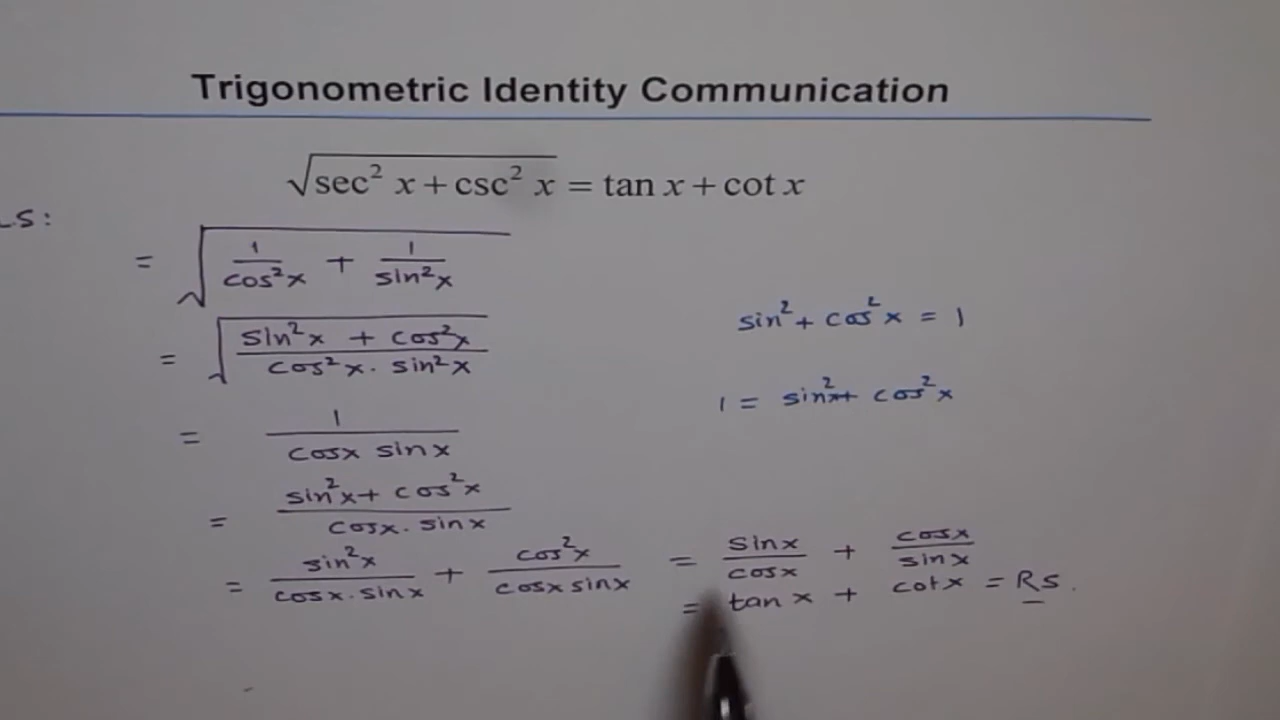 Trigonometric Identity Communication
√(sec² x + csc² x) = tan x + cot x
LS:
= √(1/cos²x + 1/sin²x)
= √((sin²x + cos²x)/(cos²x · sin²x))
sin² + cos²x = 1
1 = sin²x + cos²x
= 1/(cosx sinx)
= (sin²x + cos²x)/(cosx · sinx)
= sin²x/(cosx · sinx) + cos²x/(cosx sinx) = sinx/cosx + cosx/sinx
= tan x + cot x = RS.